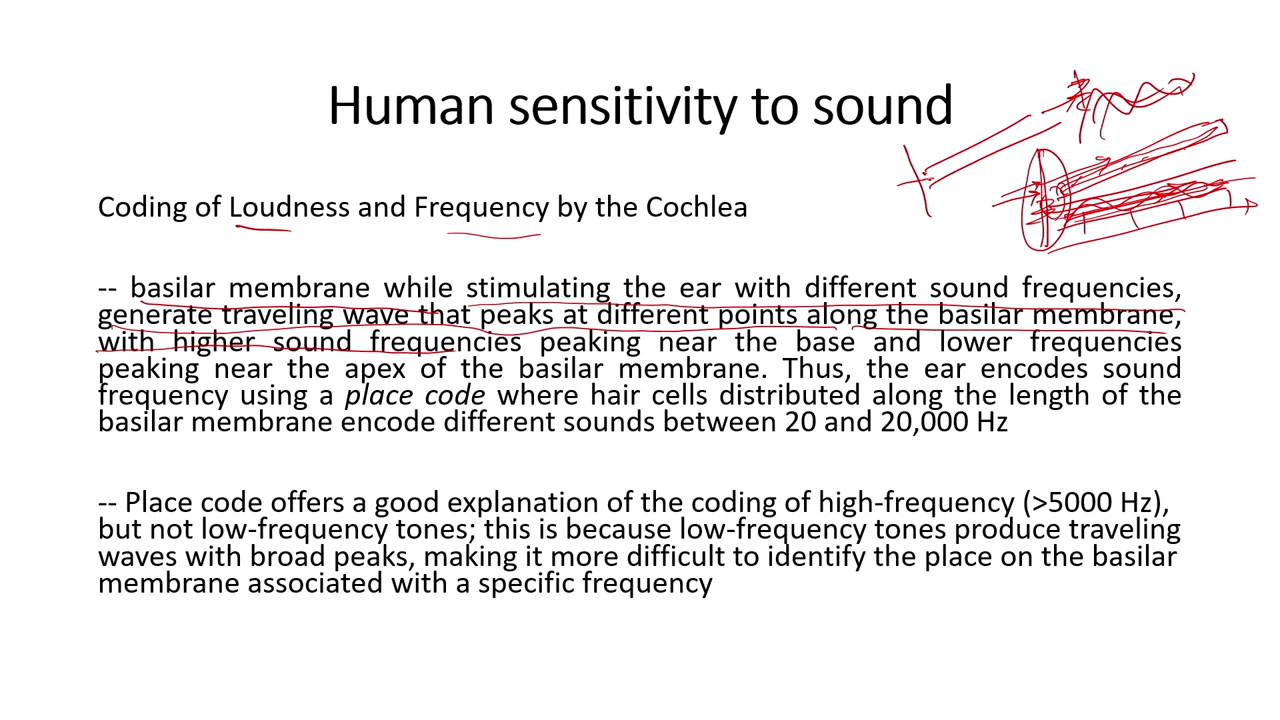 Human sensitivity to sound
Coding of Loudness and Frequency by the Cochlea
-- basilar membrane while stimulating the ear with different sound frequencies,
generate traveling wave that peaks at different points along the basilar membrane,
with higher sound frequencies peaking near the base and lower frequencies
peaking near the apex of the basilar membrane. Thus, the ear encodes sound
frequency using a place code where hair cells distributed along the length of the
basilar membrane encode different sounds between 20 and 20,000 Hz
-- Place code offers a good explanation of the coding of high-frequency (>5000 Hz),
but not low-frequency tones; this is because low-frequency tones produce traveling
waves with broad peaks, making it more difficult to identify the place on the basilar
membrane associated with a specific frequency